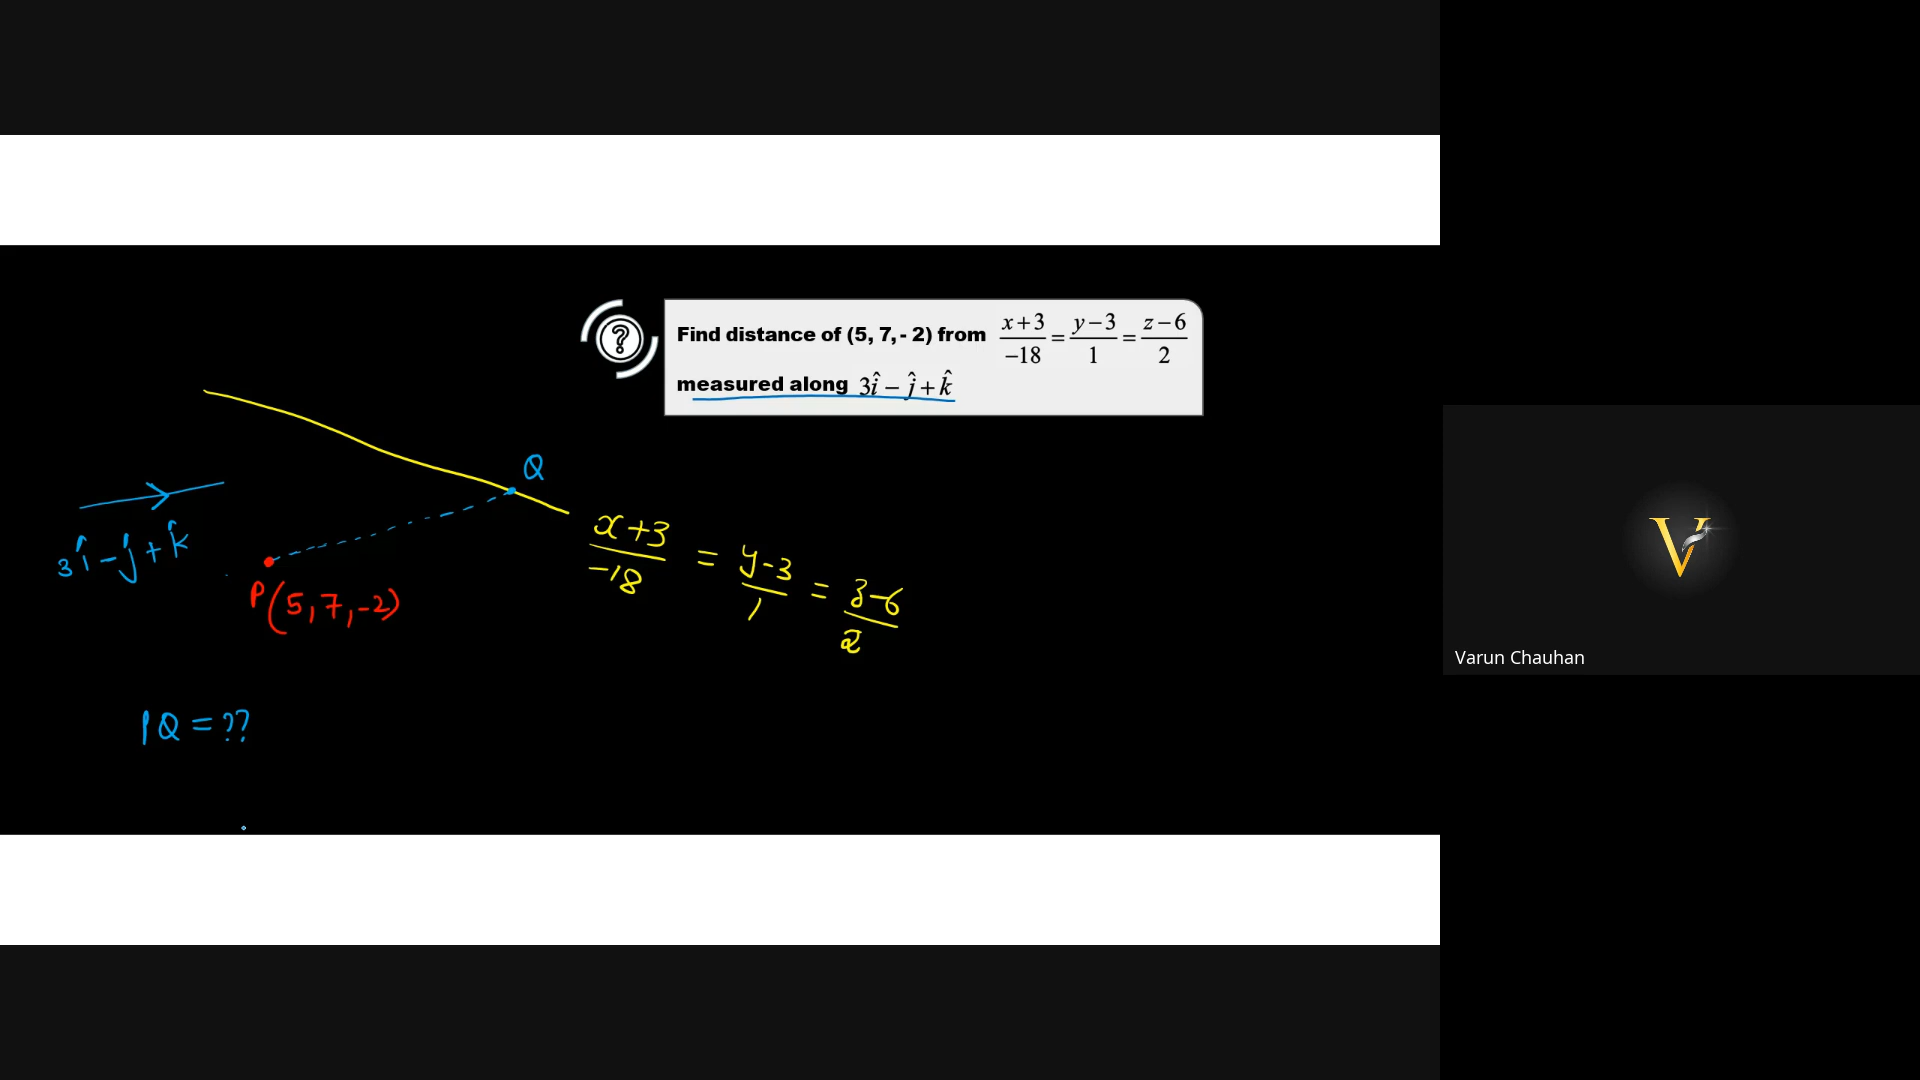 Find distance of (5, 7, - 2) from x+3/−18 = y−3/1 = z−6/2
measured along 3î − ĵ + k̂
Q
3î − ĵ + k̂
P(5, 7, -2)
x+3/−18 = y-3/1 = z-6/2
PQ = ??
V
Varun Chauhan